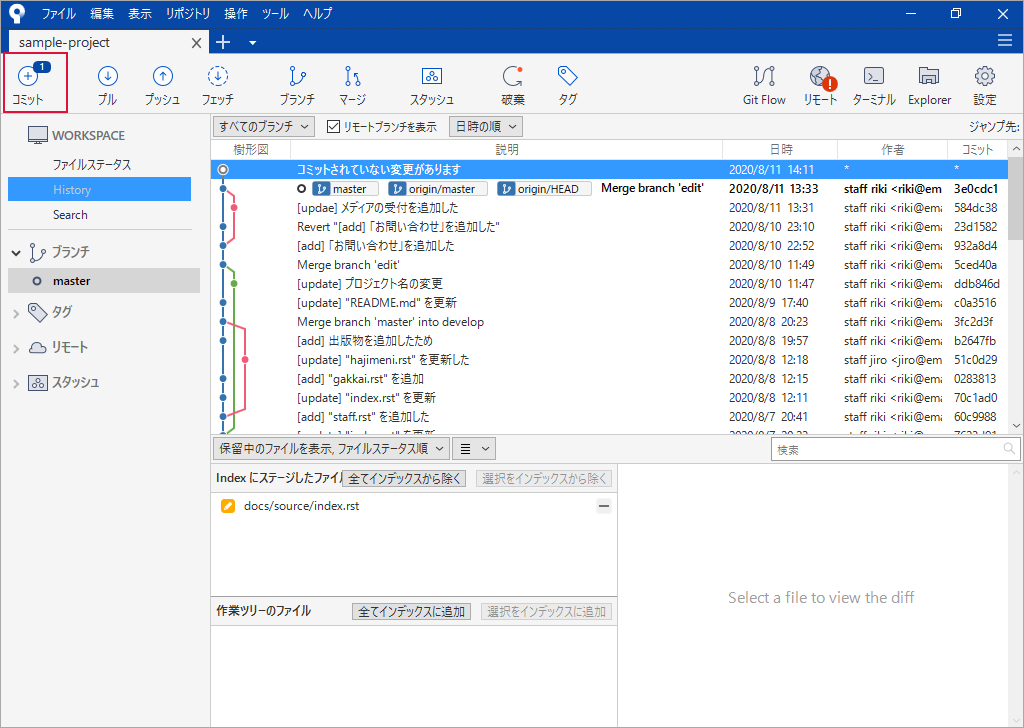 ファイル 編集 表示 リポジトリ 操作 ツール ヘルプ
sample-project
1
コミット プル プッシュ フェッチ ブランチ マージ スタッシュ 破棄 タグ Git Flow リモート ターミナル Explorer 設定
WORKSPACE
ファイルステータス
History
Search
ブランチ
master
タグ
リモート
スタッシュ
すべてのブランチ リモートブランチを表示 日時の順 ジャンプ先:
樹形図 説明 日時 作者 コミット
コミットされていない変更があります 2020/8/11 14:11 * *
master origin/master origin/HEAD Merge branch 'edit' 2020/8/11 13:33 staff riki <riki@em 3e0cdc1
[updae] メディアの受付を追加した 2020/8/11 13:31 staff riki <riki@ema 584dc38
Revert "[add] 「お問い合わせ」を追加した" 2020/8/10 23:10 staff riki <riki@ema 23d1582
[add] 「お問い合わせ」を追加した 2020/8/10 22:52 staff riki <riki@ema 932a8d4
Merge branch 'edit' 2020/8/10 11:49 staff riki <riki@ema 5ced40a
[update] プロジェクト名の変更 2020/8/10 11:47 staff riki <riki@ema ddb846d
[update] "README.md" を更新 2020/8/9 17:40 staff riki <riki@ema c0a3516
Merge branch 'master' into develop 2020/8/8 20:23 staff riki <riki@ema 3fc2d3f
[add] 出版物を追加したため 2020/8/8 19:57 staff riki <riki@ema b2647fb
[update] "hajimeni.rst" を更新した 2020/8/8 12:18 staff jiro <jiro@em 51c0d29
[add] "gakkai.rst" を追加 2020/8/8 12:15 staff riki <riki@ema 0283813
[update] "index.rst" を更新 2020/8/8 12:11 staff riki <riki@ema 70c1ad0
[add] "staff.rst" を追加した 2020/8/7 20:41 staff riki <riki@ema 60c9988
保留中のファイルを表示, ファイルステータス順 検索
Index にステージしたファイル 全てインデックスから除く 選択をインデックスから除く
docs/source/index.rst
作業ツリーのファイル 全てインデックスに追加 選択をインデックスに追加
Select a file to view the diff